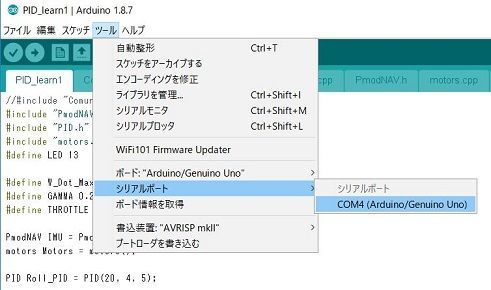 PID_learn1 | Arduino 1.8.7
ファイル 編集 スケッチ ツール ヘルプ
自動整形 Ctrl+T
スケッチをアーカイブする
エンコーディングを修正
ライブラリを管理... Ctrl+Shift+I
シリアルモニタ Ctrl+Shift+M
シリアルプロッタ Ctrl+Shift+L
WiFi101 Firmware Updater
ボード: "Arduino/Genuino Uno"
シリアルポート
ボード情報を取得
書込装置: "AVRISP mkII"
ブートローダを書き込む
シリアルポート
COM4 (Arduino/Genuino Uno)
PID_learn1 .cpp PmodNAV.h motors.cpp
//#include "Comun
#include "PmodNAV
#include "PID.h"
#include "motors.
#define LED 13
#define W_Dot_Max
#define GAMMA 0.2
#define THROTTLE
PmodNAV IMU = Pmo
motors Motors = motors();
PID Roll_PID = PID(20, 4, 5);